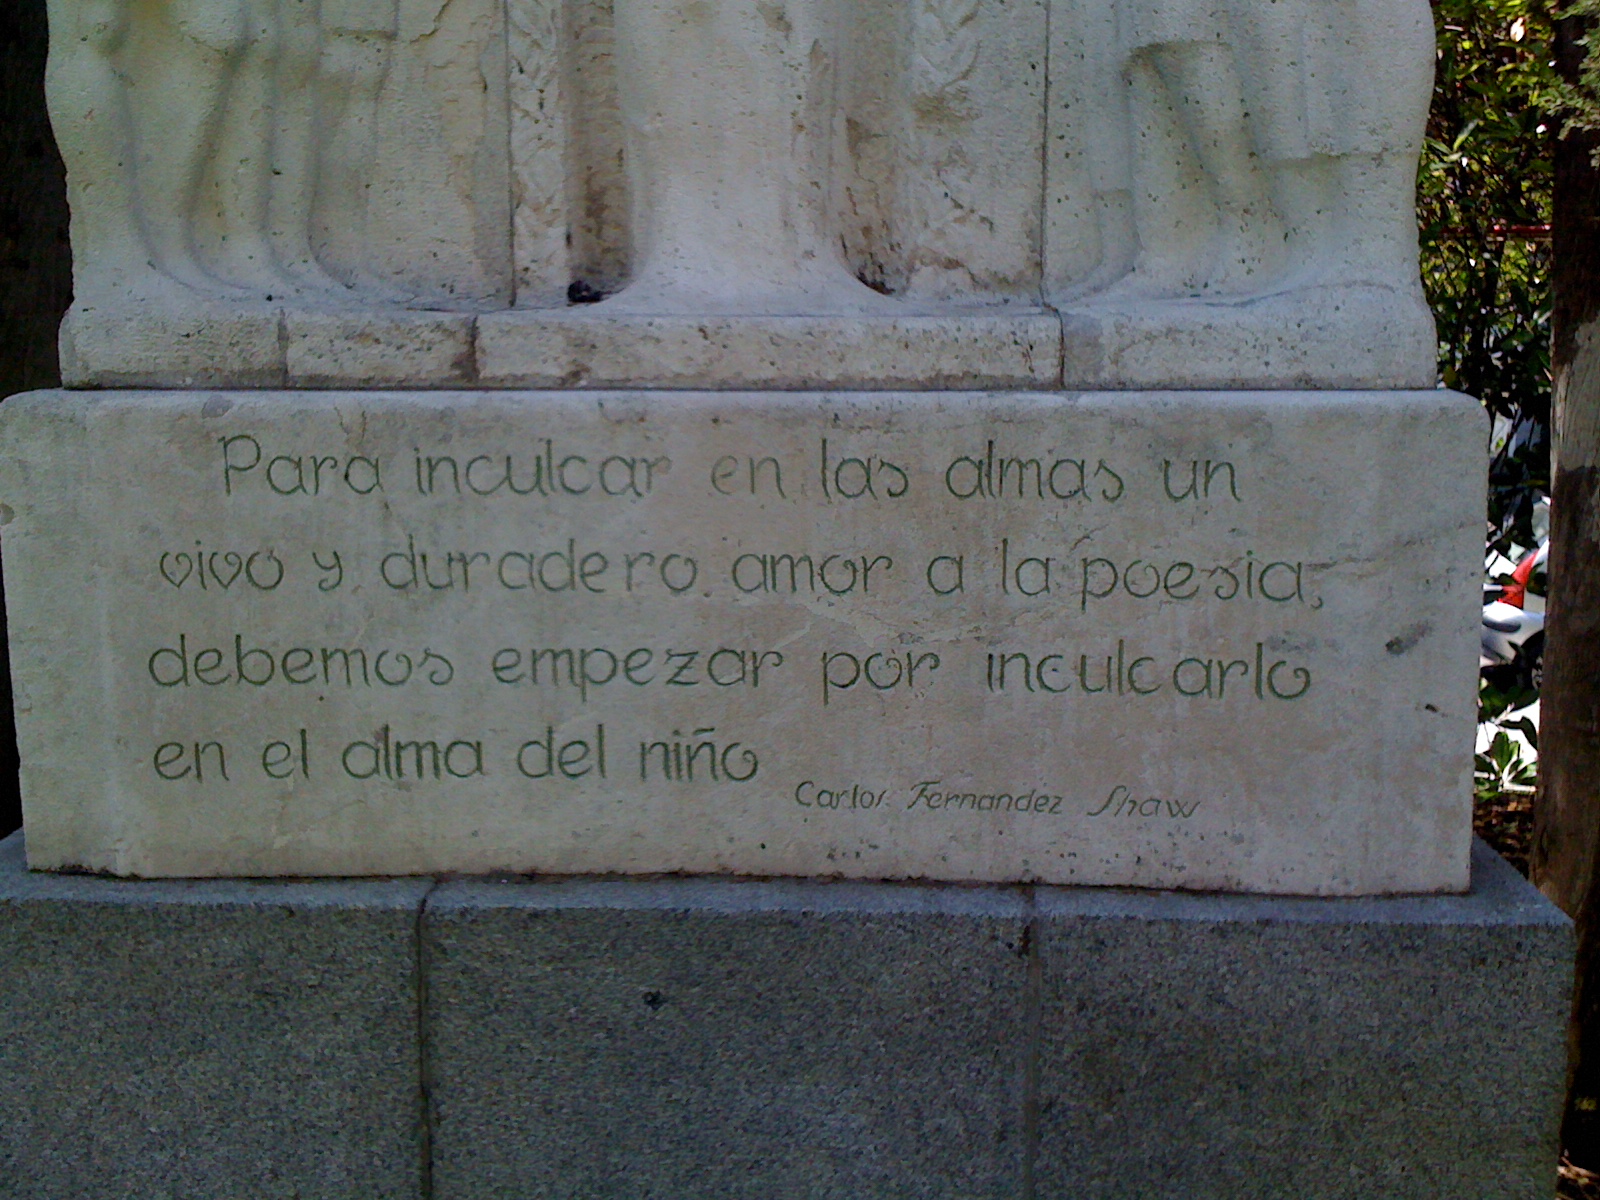 Para inculcar en las almas un
vivo y duradero amor a la poesia,
debemos empezar por inculcarlo
en el alma del niño
Carlos Fernandez Shaw